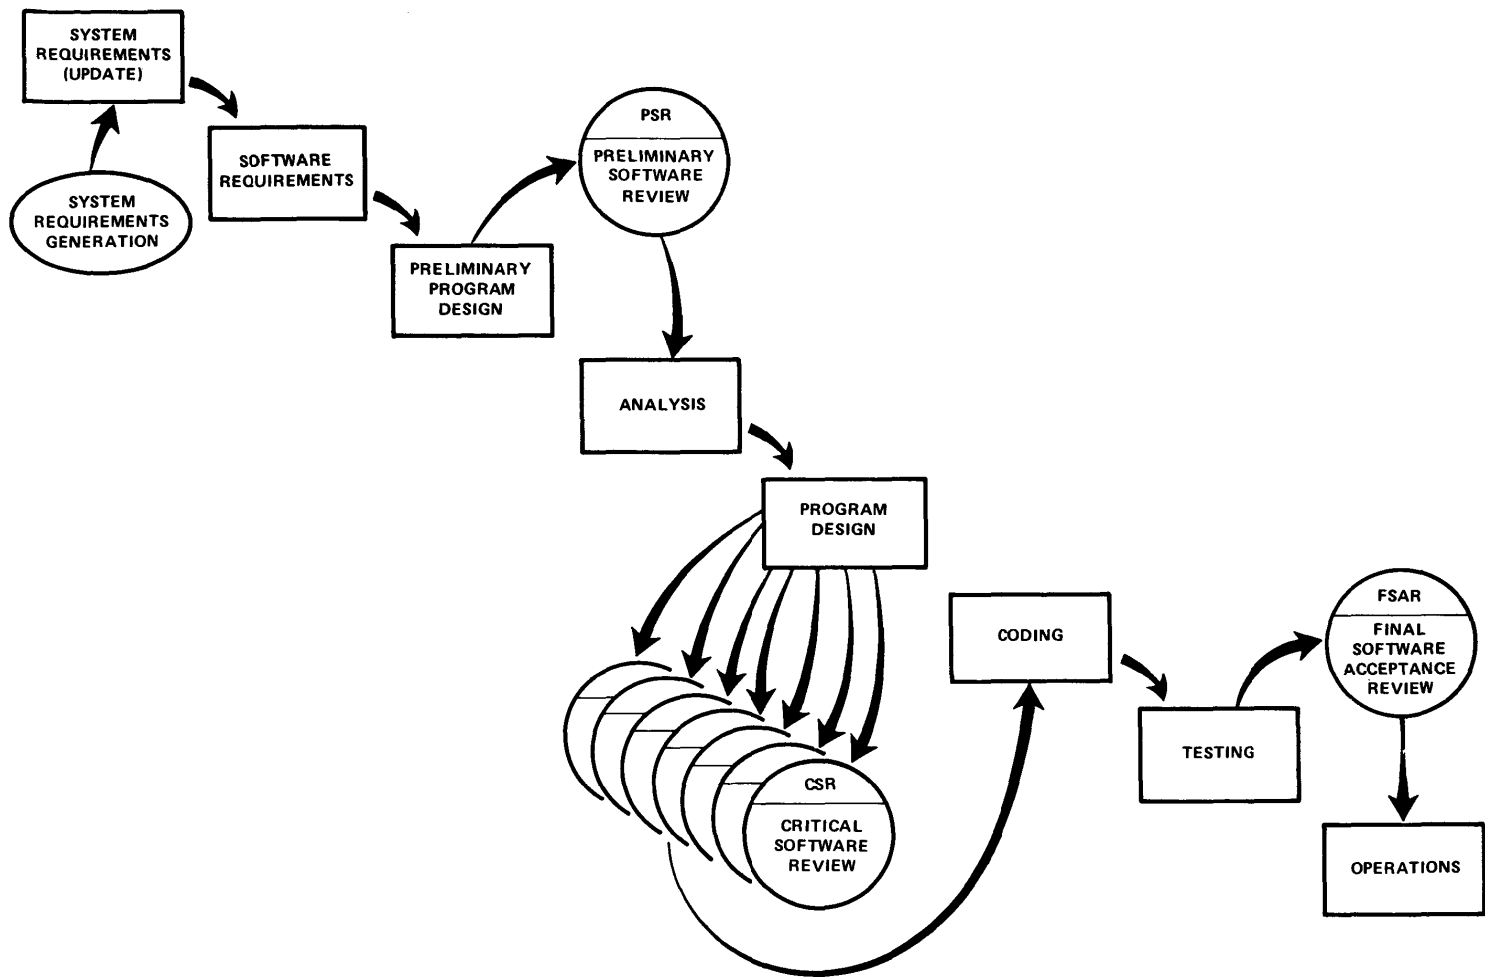 SYSTEM
REQUIREMENTS
(UPDATE)
SYSTEM
REQUIREMENTS
GENERATION
SOFTWARE
REQUIREMENTS
PRELIMINARY
PROGRAM
DESIGN
PSR
PRELIMINARY
SOFTWARE
REVIEW
ANALYSIS
PROGRAM
DESIGN
CSR
CRITICAL
SOFTWARE
REVIEW
CODING
TESTING
FSAR
FINAL
SOFTWARE
ACCEPTANCE
REVIEW
OPERATIONS